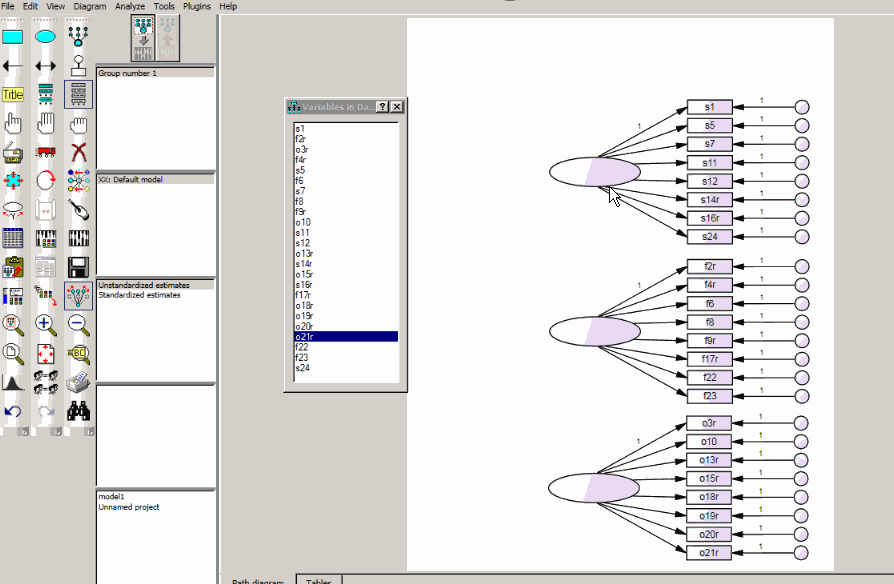 File Edit View Diagram Analyze Tools Plugins Help
Title
Group number 1
XX: Default model
Unstandardized estimates
Standardized estimates
model1
Unnamed project
Variables in Da...
s1
f2r
o3r
f4r
s5
f6
s7
f8
f9r
o10
s11
s12
o13r
s14r
o15r
s16r
f17r
o18r
o19r
o20r
o21r
f22
f23
s24
1
s1
1
s5
1
s7
1
s11
1
s12
1
s14r
1
s16r
1
s24
1
1
f2r
1
f4r
1
f6
1
f8
1
f9r
1
f17r
1
f22
1
f23
1
1
o3r
1
o10
1
o13r
1
o15r
1
o18r
1
o19r
1
o20r
1
o21r
1
Path diagram Tables